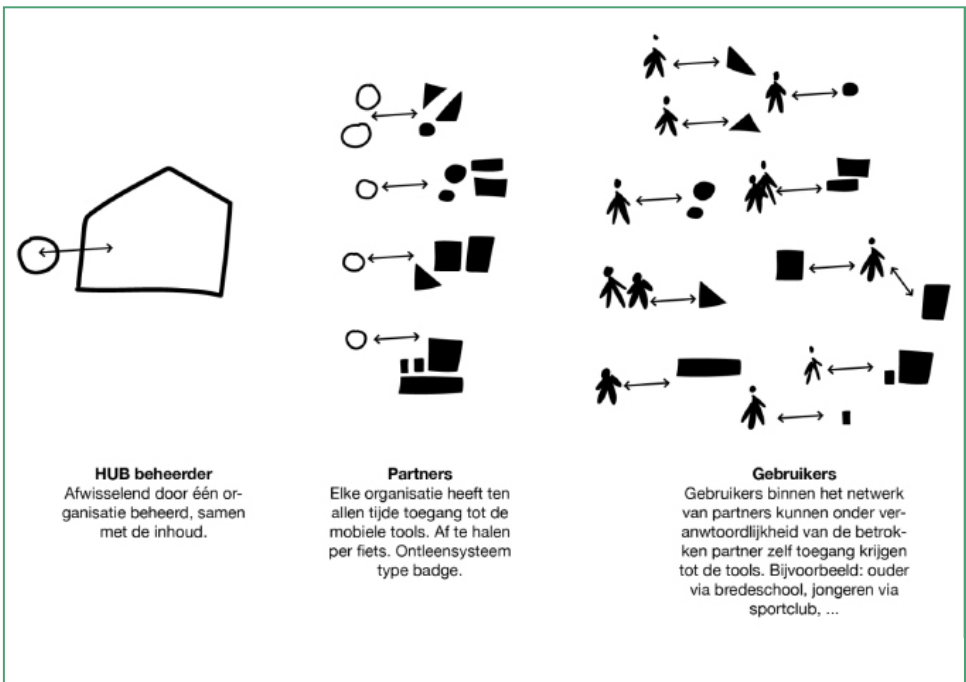 HUB beheerder
Afwisselend door één or-
ganisatie beheerd, samen
met de inhoud.
Partners
Elke organisatie heeft ten
allen tijde toegang tot de
mobiele tools. Af te halen
per fiets. Ontleensysteem
type badge.
Gebruikers
Gebruikers binnen het netwerk
van partners kunnen onder ver-
anwtoordlijkheid van de betrok-
ken partner zelf toegang krijgen
tot de tools. Bijvoorbeeld: ouder
via bredeschool, jongeren via
sportclub, ...